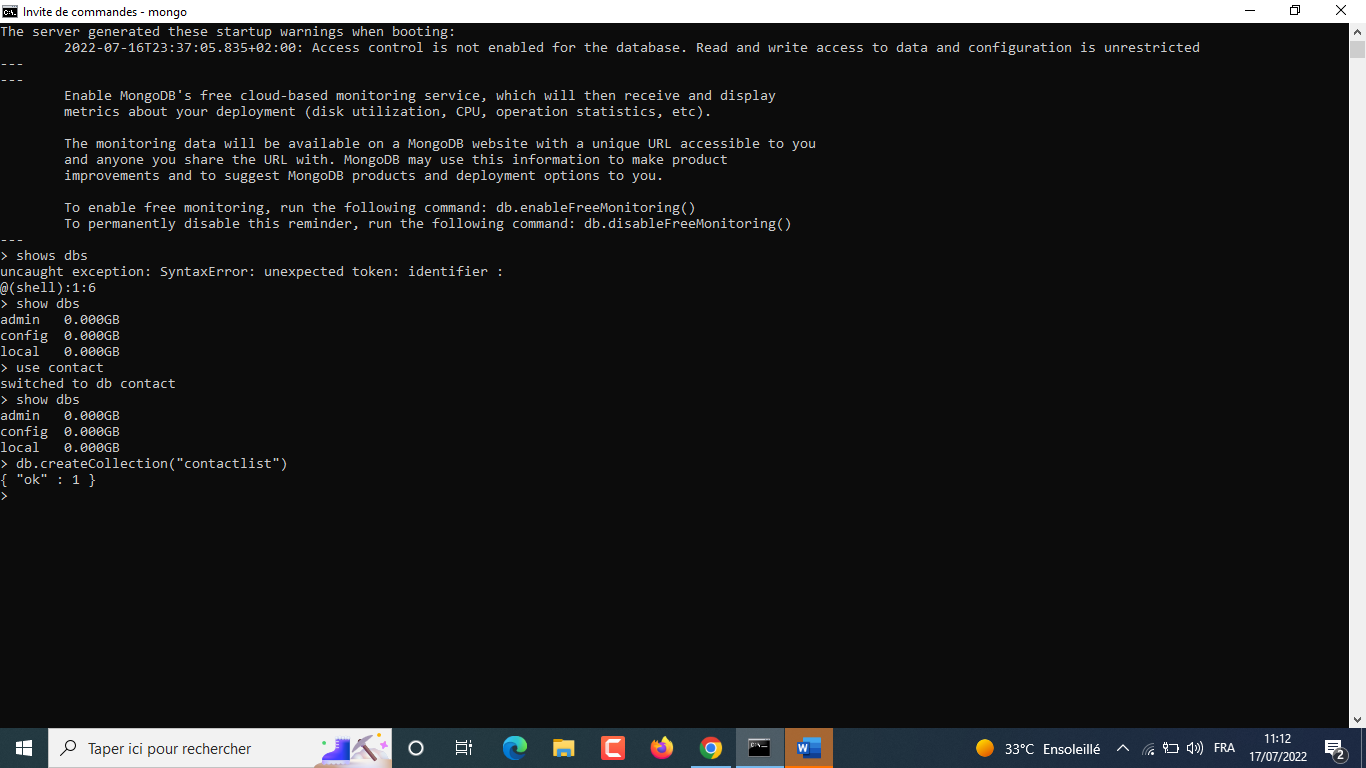 Invite de commandes - mongo
The server generated these startup warnings when booting:
2022-07-16T23:37:05.835+02:00: Access control is not enabled for the database. Read and write access to data and configuration is unrestricted
---
---
Enable MongoDB's free cloud-based monitoring service, which will then receive and display
metrics about your deployment (disk utilization, CPU, operation statistics, etc).
The monitoring data will be available on a MongoDB website with a unique URL accessible to you
and anyone you share the URL with. MongoDB may use this information to make product
improvements and to suggest MongoDB products and deployment options to you.
To enable free monitoring, run the following command: db.enableFreeMonitoring()
To permanently disable this reminder, run the following command: db.disableFreeMonitoring()
---
> shows dbs
uncaught exception: SyntaxError: unexpected token: identifier :
@(shell):1:6
> show dbs
admin   0.000GB
config  0.000GB
local   0.000GB
> use contact
switched to db contact
> show dbs
admin   0.000GB
config  0.000GB
local   0.000GB
> db.createCollection("contactlist")
{ "ok" : 1 }
>
Taper ici pour rechercher
33°C Ensoleillé
FRA
11:12
17/07/2022
2